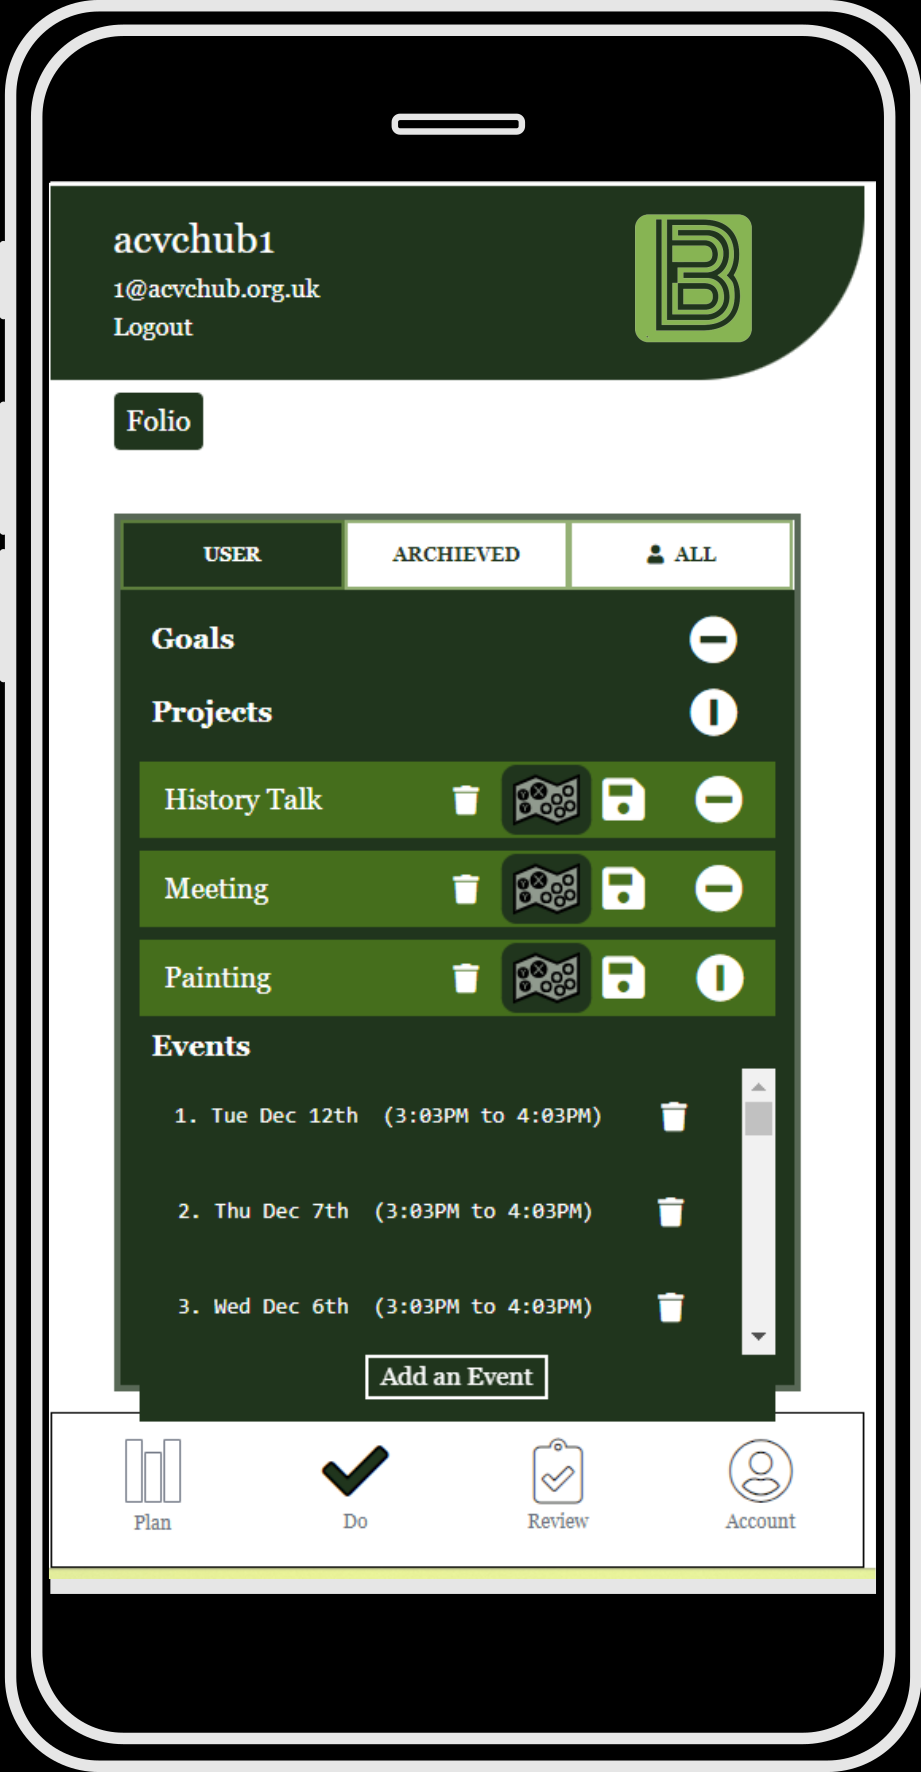 acvchub1
B
1@acvchub.org.uk
Logout
Folio
USER ARCHIEVED ALL
Goals
Projects
History Talk
Meeting
Painting
Events
1. Tue Dec 12th (3:03PM to 4:03PM)
2. Thu Dec 7th (3:03PM to 4:03PM)
3. Wed Dec 6th (3:03PM to 4:03PM)
Add an Event
Plan Do Review Account